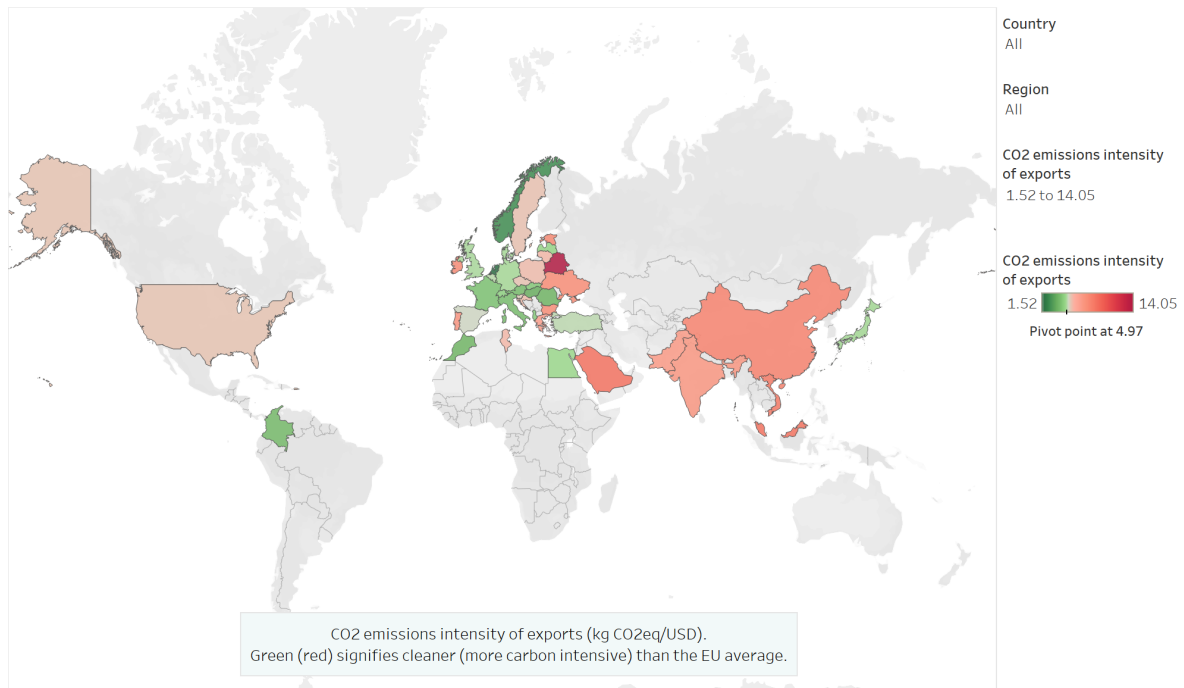 Country
All
Region
All
CO2 emissions intensity
of exports
1.52 to 14.05
CO2 emissions intensity
of exports
1.52 14.05
Pivot point at 4.97
CO2 emissions intensity of exports (kg CO2eq/USD).
Green (red) signifies cleaner (more carbon intensive) than the EU average.